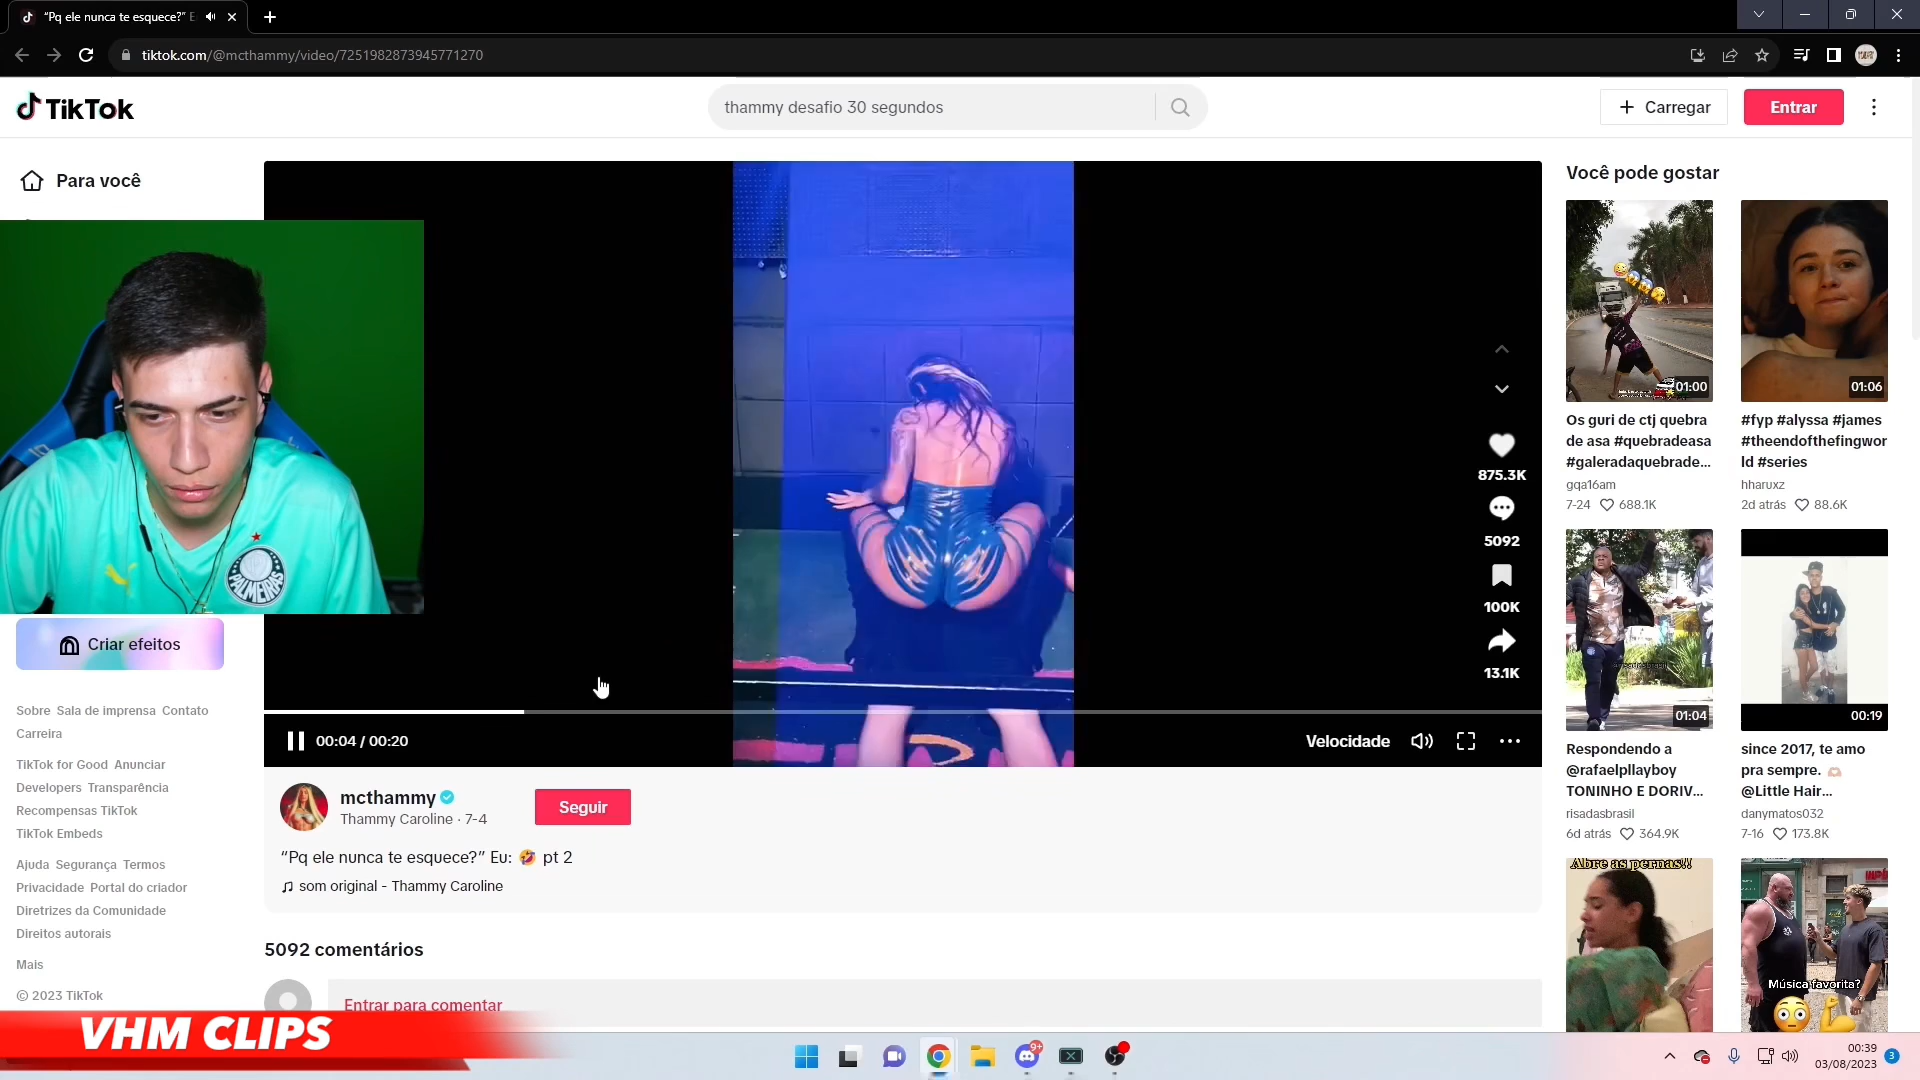 "Pq ele nunca te esquece?" E
tiktok.com/@mcthammy/video/7251982873945771270
TikTok
thammy desafio 30 segundos
Carregar
Entrar
Para você
PALMEIRAS
Criar efeitos
Sobre Sala de imprensa Contato
Carreira
TikTok for Good Anunciar
Developers Transparência
Recompensas TikTok
TikTok Embeds
Ajuda Segurança Termos
Privacidade Portal do criador
Diretrizes da Comunidade
Direitos autorais
Mais
© 2023 TikTok
VHM CLIPS
875.3K
5092
100K
13.1K
00:04 / 00:20
Velocidade
mcthammy
Thammy Caroline · 7-4
Seguir
“Pq ele nunca te esquece?” Eu: 🤣 pt 2
som original - Thammy Caroline
5092 comentários
Entrar para comentar
Você pode gostar
01:00
Os guri de ctj quebra
de asa #quebradeasa
#galeradaquebrade...
gqa16am
7-24 688.1K
01:06
#fyp #alyssa #james
#theendofthefingwor
ld #series
hharuxz
2d atrás 88.6K
01:04
Respondendo a
@rafaelpllayboy
TONINHO E DORIV...
risadasbrasil
6d atrás 364.9K
00:19
since 2017, te amo
pra sempre. 🫶🏻
@Little Hair...
danymatos032
7-16 173.8K
Abre as pernas!!
Música favorita?
9+
00:39
03/08/2023
3